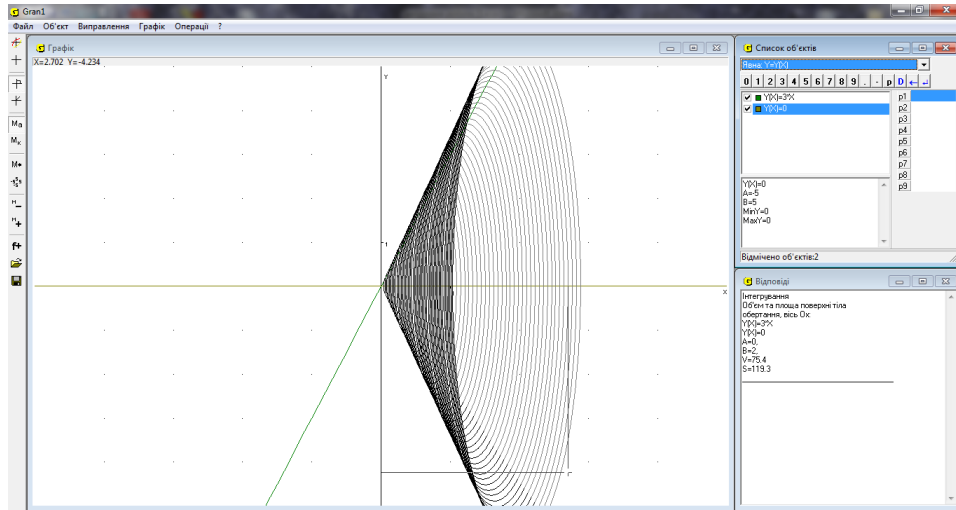 Gran1
Файл Об'єкт Виправлення Графік Операції ?
Графік
X=2.702 Y=-4.234
Y
1
X
Mа
Mк
M+
f+
Список об'єктів
Явна: Y=Y(X)
0 1 2 3 4 5 6 7 8 9 . - p D
Y(X)=3*X
Y(X)=0
p1
p2
p3
p4
p5
p6
p7
p8
p9
Y(X)=0
A=-5
B=5
MinY=0
MaxY=0
Відмічено об'єктів:2
Відповіді
Інтегрування
Об'єм та площа поверхні тіла
обертання, вісь Ox:
Y(X)=3*X
Y(X)=0
A=0,
B=2,
V=75.4
S=119.3